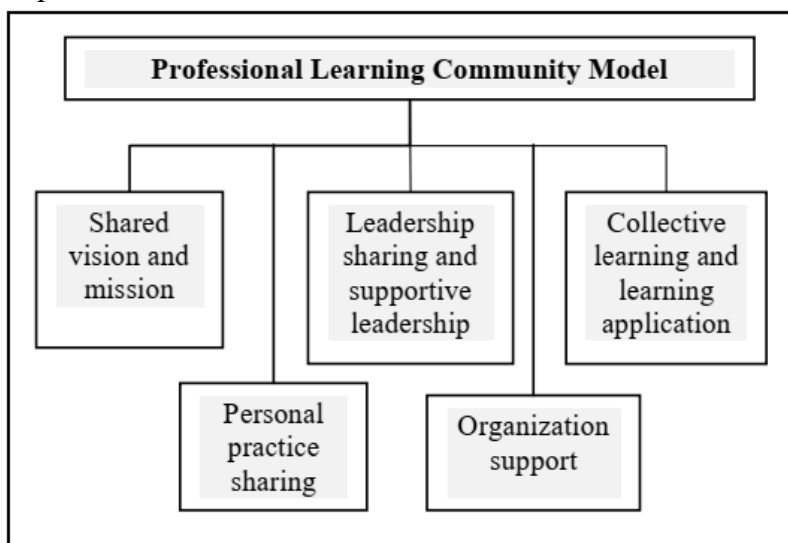 Professional Learning Community Model
Shared
vision and
mission
Leadership
sharing and
supportive
leadership
Collective
learning and
learning
application
Personal
practice
sharing
Organization
support